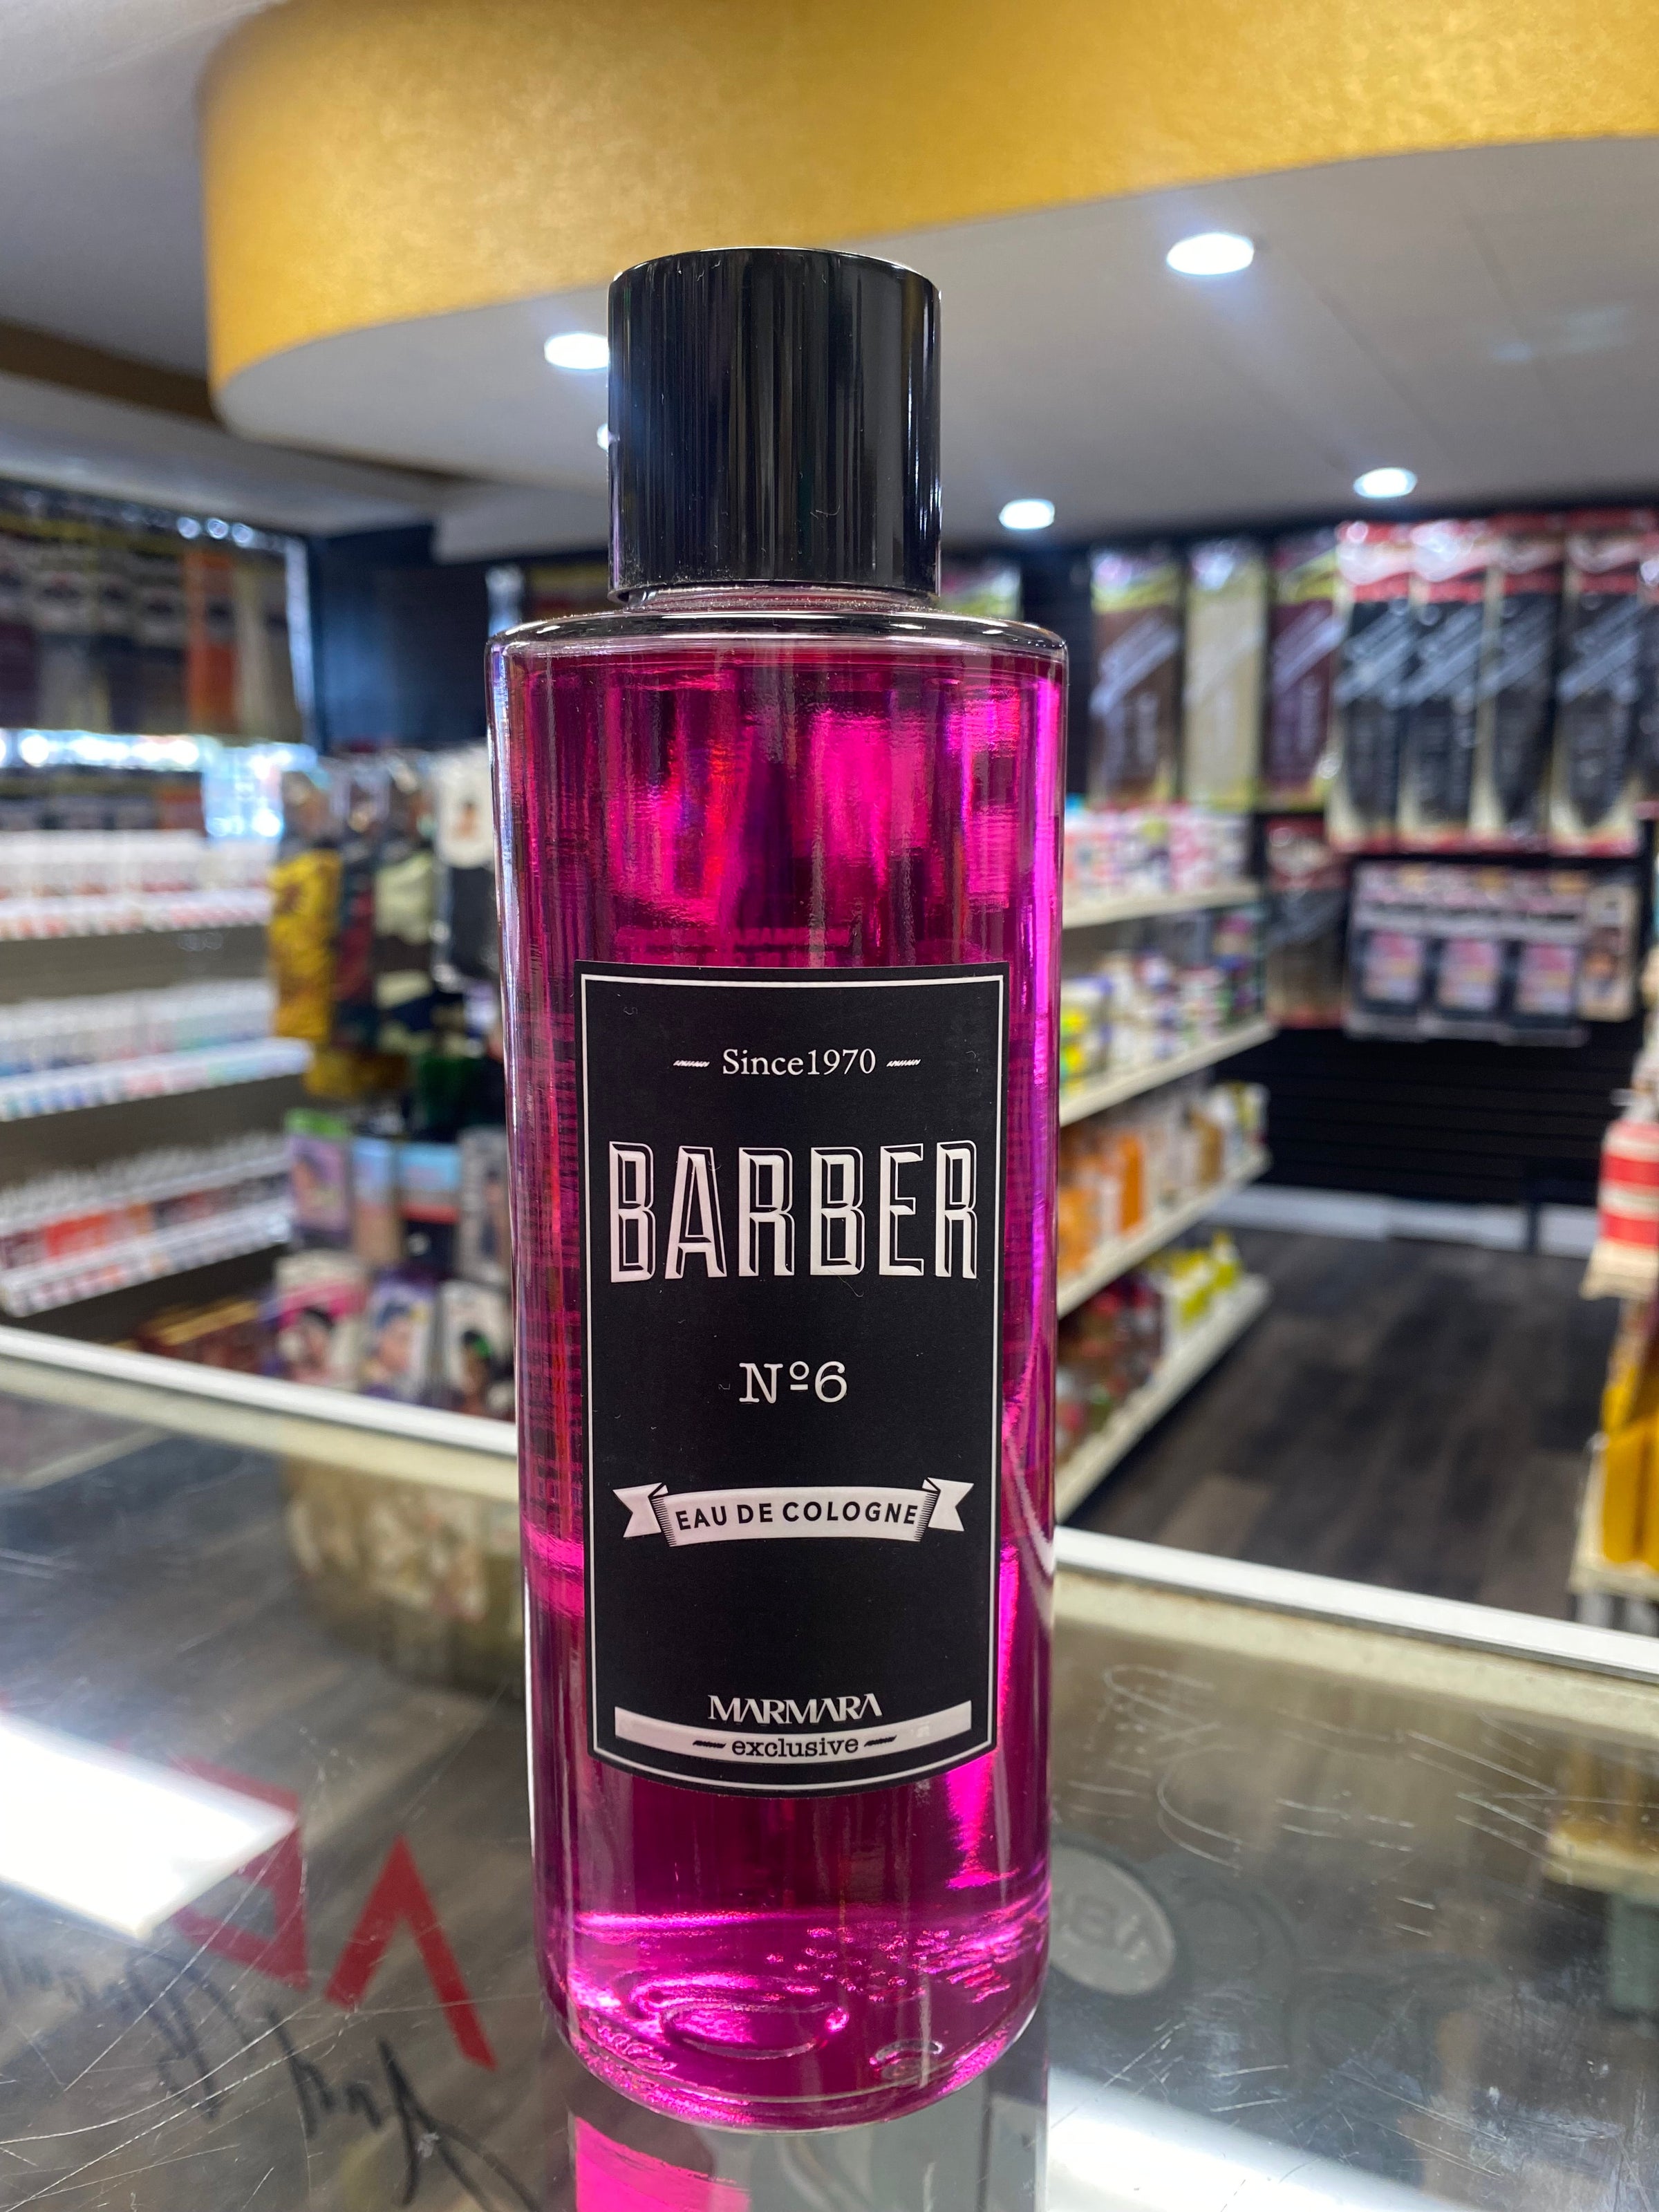 Since1970
BARBER
Nº6
EAU DE COLOGNE
MARMARA
exclusive